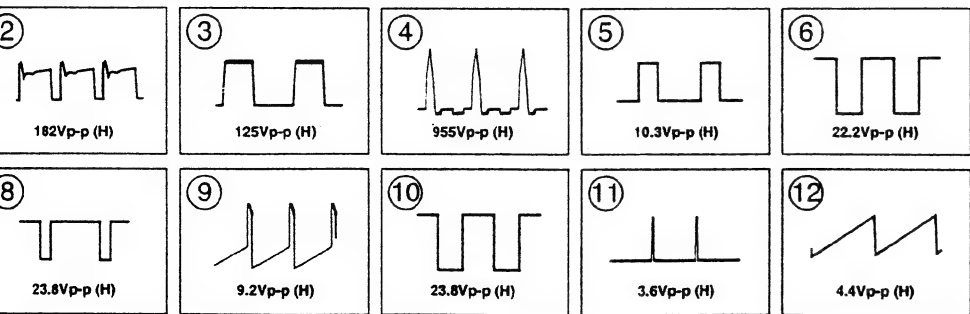 2
182Vp-p (H)
3
125Vp-p (H)
4
955Vp-p (H)
5
10.3Vp-p (H)
6
22.2Vp-p (H)
8
23.8Vp-p (H)
9
9.2Vp-p (H)
10
23.8Vp-p (H)
11
3.6Vp-p (H)
12
4.4Vp-p (H)